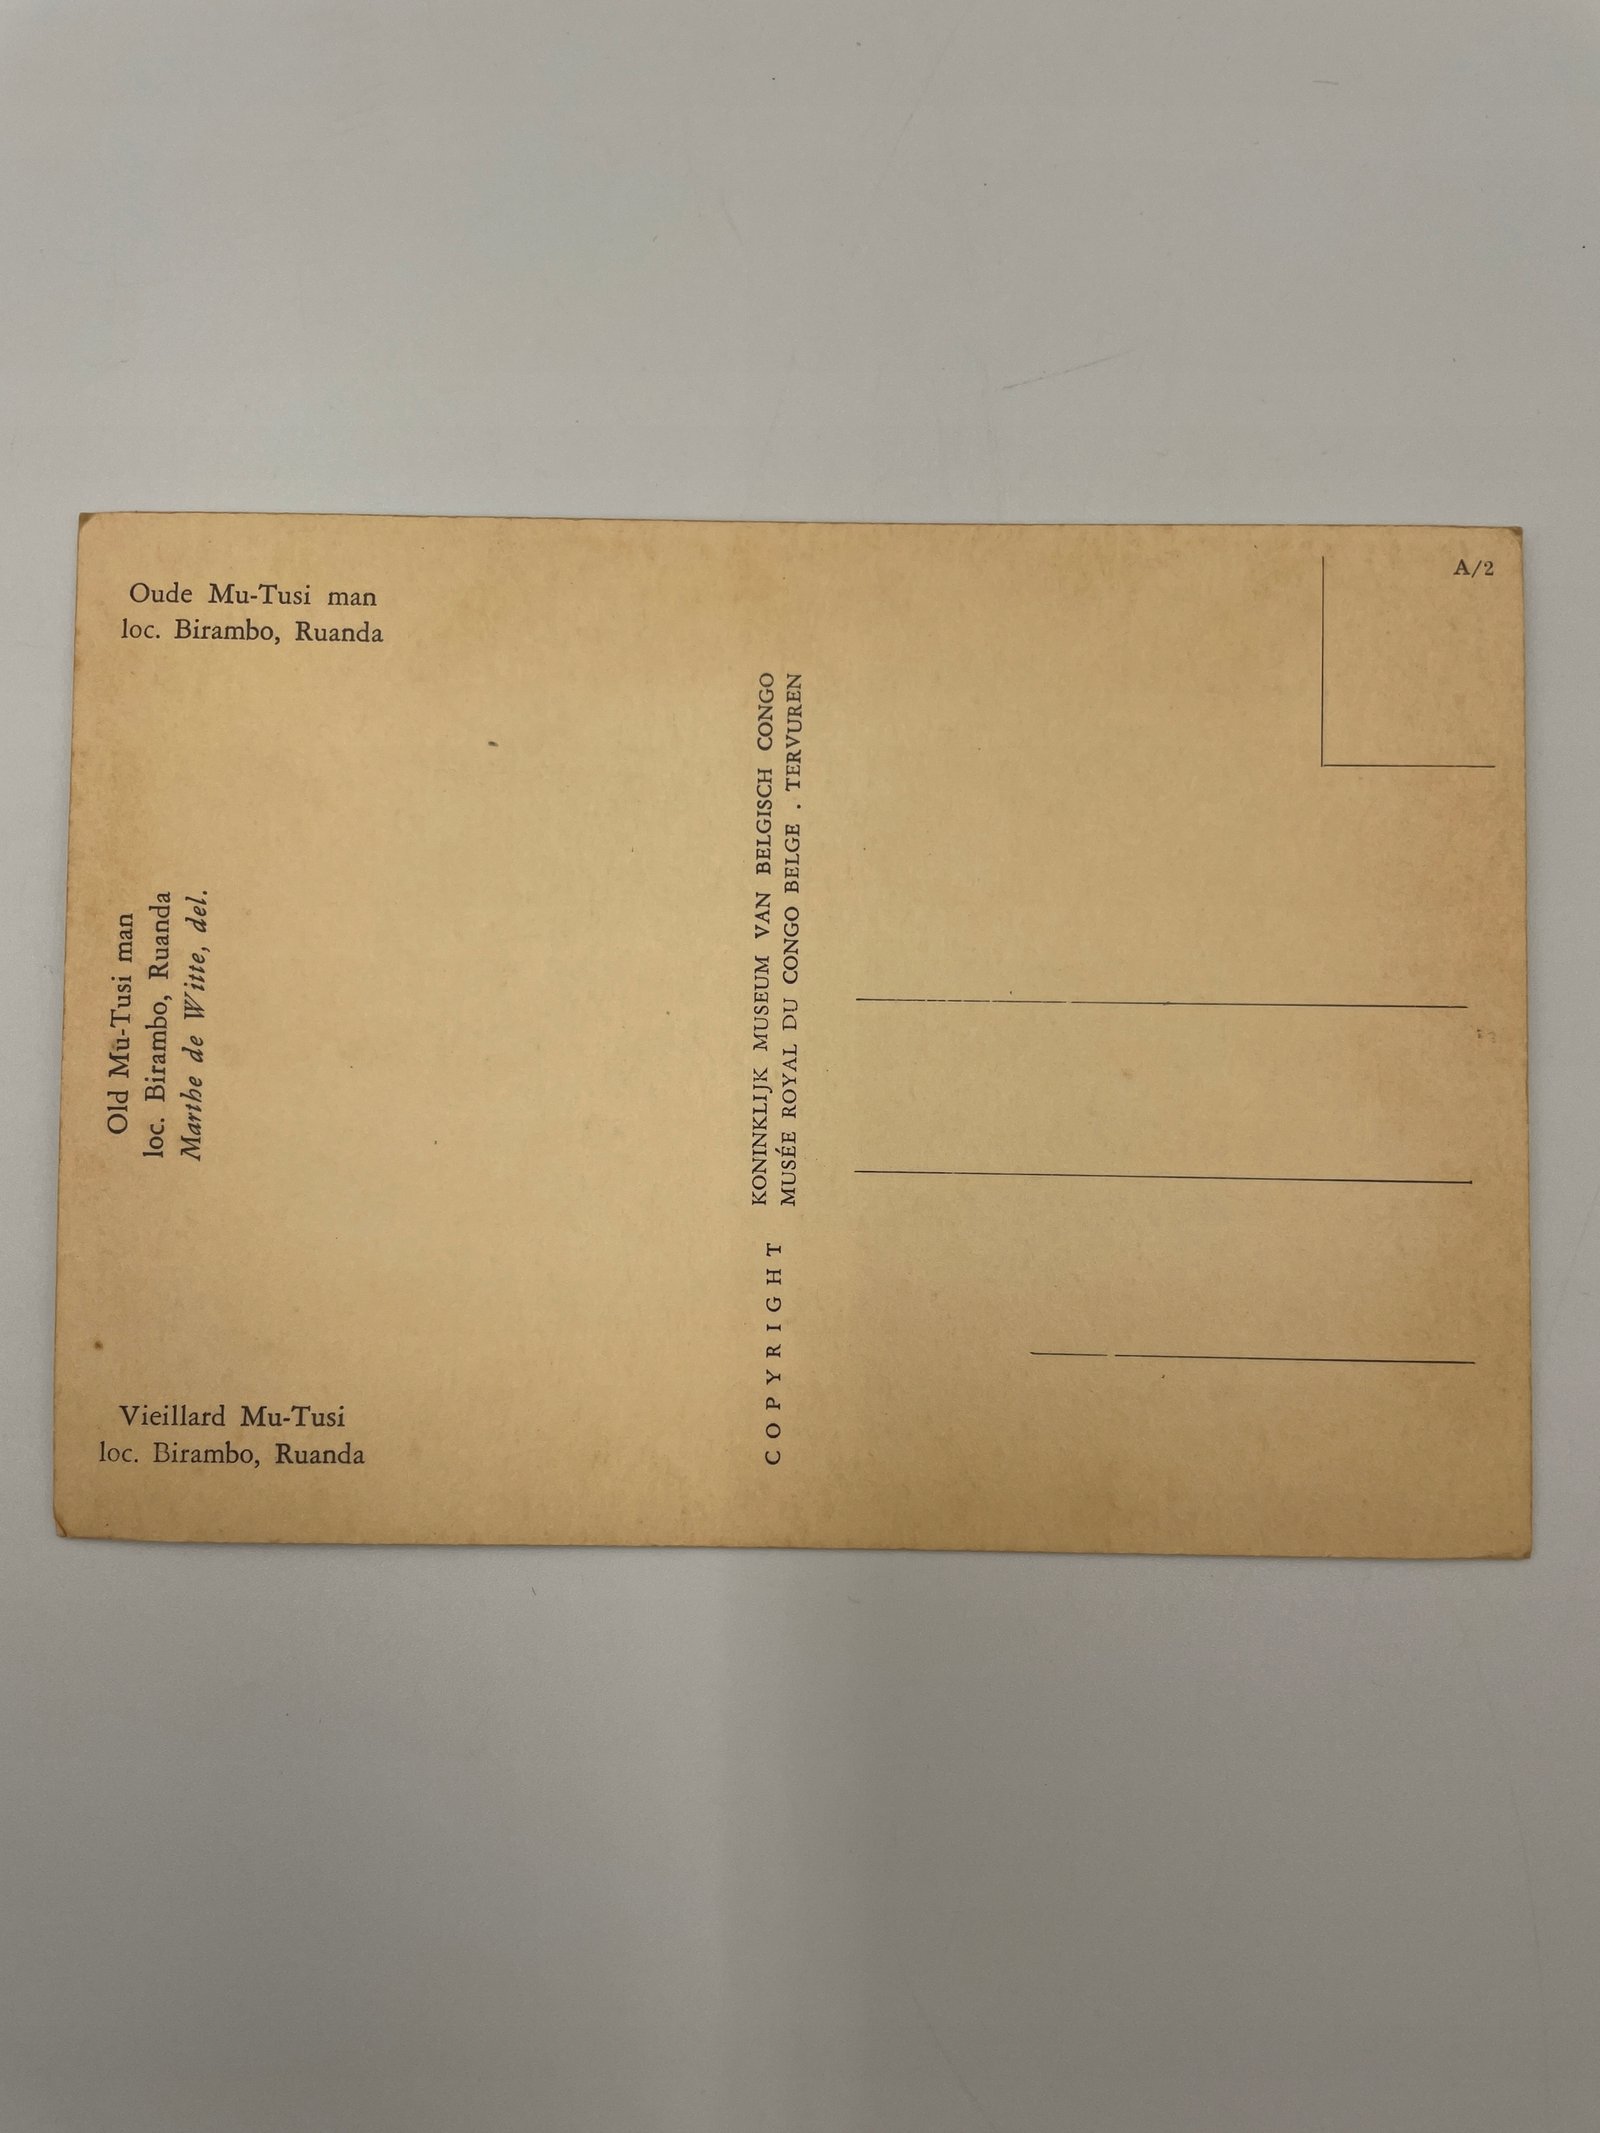 Oude Mu-Tusi man
loc. Birambo, Ruanda
Old Mu-Tusi man
loc. Birambo, Ruanda
Marthe de Witte, del.
Vieillard Mu-Tusi
loc. Birambo, Ruanda
COPYRIGHT
KONINKLIJK MUSEUM VAN BELGISCH CONGO
MUSÉE ROYAL DU CONGO BELGE . TERVUREN
A/2